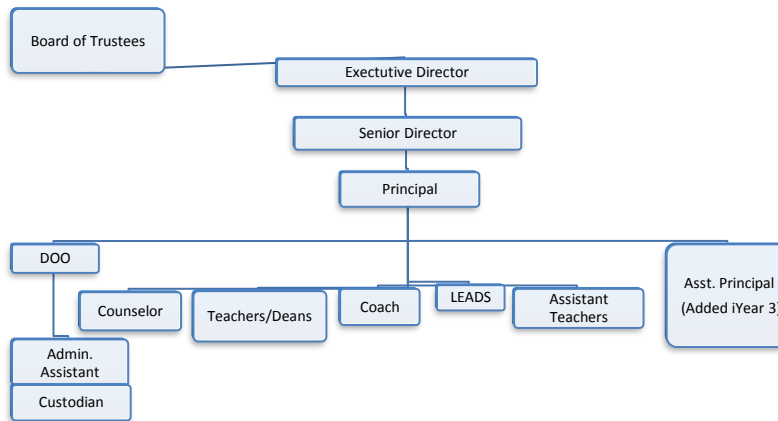 Board of Trustees
Exectutive Director
Senior Director
Principal
DOO
Asst. Principal
(Added iYear 3)
Counselor
Teachers/Deans
Coach
LEADS
Assistant
Teachers
Admin.
Assistant
Custodian